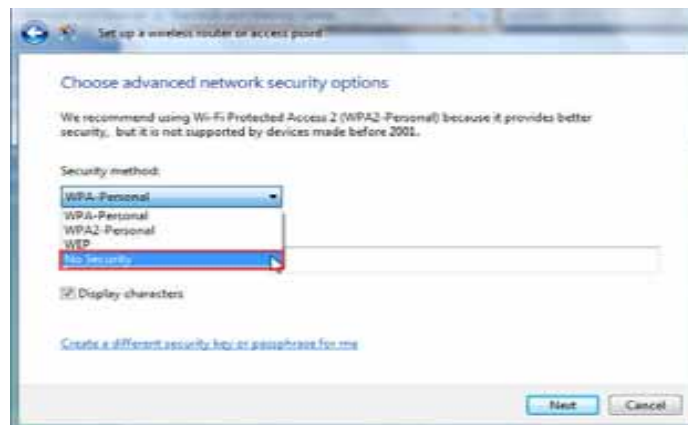 Set up a wireless router or access point
Choose advanced network security options
We recommend using Wi-Fi Protected Access 2 (WPA2-Personal) because it provides better
security, but it is not supported by devices made before 2001.
Security method:
WPA-Personal
WPA-Personal
WPA2-Personal
WEP
No Security
Display characters
Create a different security key or passphrase for me
Next Cancel